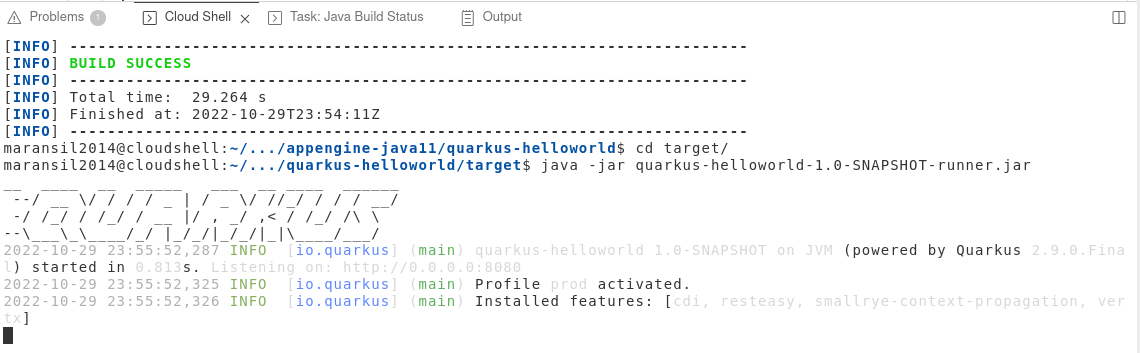 Problems 1 Cloud Shell Task: Java Build Status Output
[INFO] ------------------------------------------------------------------------
[INFO] BUILD SUCCESS
[INFO] ------------------------------------------------------------------------
[INFO] Total time:  29.264 s
[INFO] Finished at: 2022-10-29T23:54:11Z
[INFO] ------------------------------------------------------------------------
maransil2014@cloudshell:~/.../appengine-java11/quarkus-helloworld$ cd target/
maransil2014@cloudshell:~/.../quarkus-helloworld/target$ java -jar quarkus-helloworld-1.0-SNAPSHOT-runner.jar
__  ____  __  _____   ___  __ ____  ______
 --/ __ \/ / / / _ | / _ \/ //_/ / / / __/
 -/ /_/ / /_/ / __ |/ , _/ ,< / /_/ /\ \
--\___\_\____/_/ |_/_/|_/_/|_|\____/___/
2022-10-29 23:55:52,287 INFO  [io.quarkus] (main) quarkus-helloworld 1.0-SNAPSHOT on JVM (powered by Quarkus 2.9.0.Fina
l) started in 0.813s. Listening on: http://0.0.0.0:8080
2022-10-29 23:55:52,325 INFO  [io.quarkus] (main) Profile prod activated.
2022-10-29 23:55:52,326 INFO  [io.quarkus] (main) Installed features: [cdi, resteasy, smallrye-context-propagation, ver
tx]